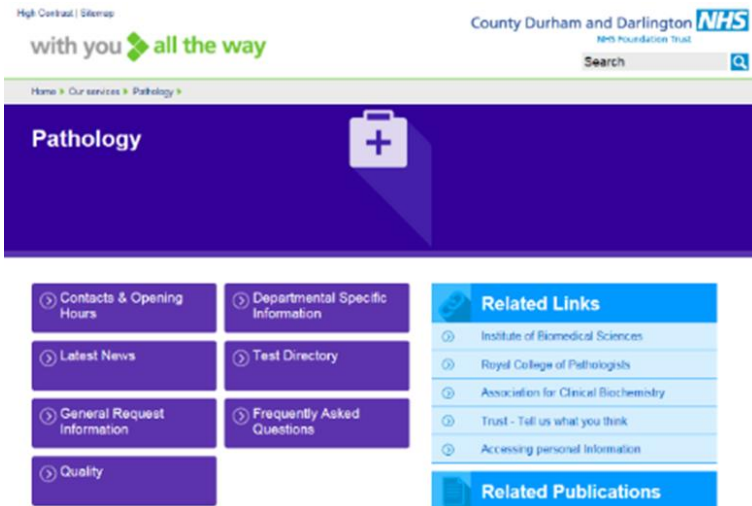 High Contrast | Sitemap
County Durham and Darlington NHS
NHS Foundation Trust
with you all the way
Search
Home Our services Pathology
Pathology
Contacts & Opening
Hours
Departmental Specific
Information
Latest News
Test Directory
General Request
Information
Frequently Asked
Questions
Quality
Related Links
Institute of Biomedical Sciences
Royal College of Pathologists
Association for Clinical Biochemistry
Trust - Tell us what you think
Accessing personal Information
Related Publications